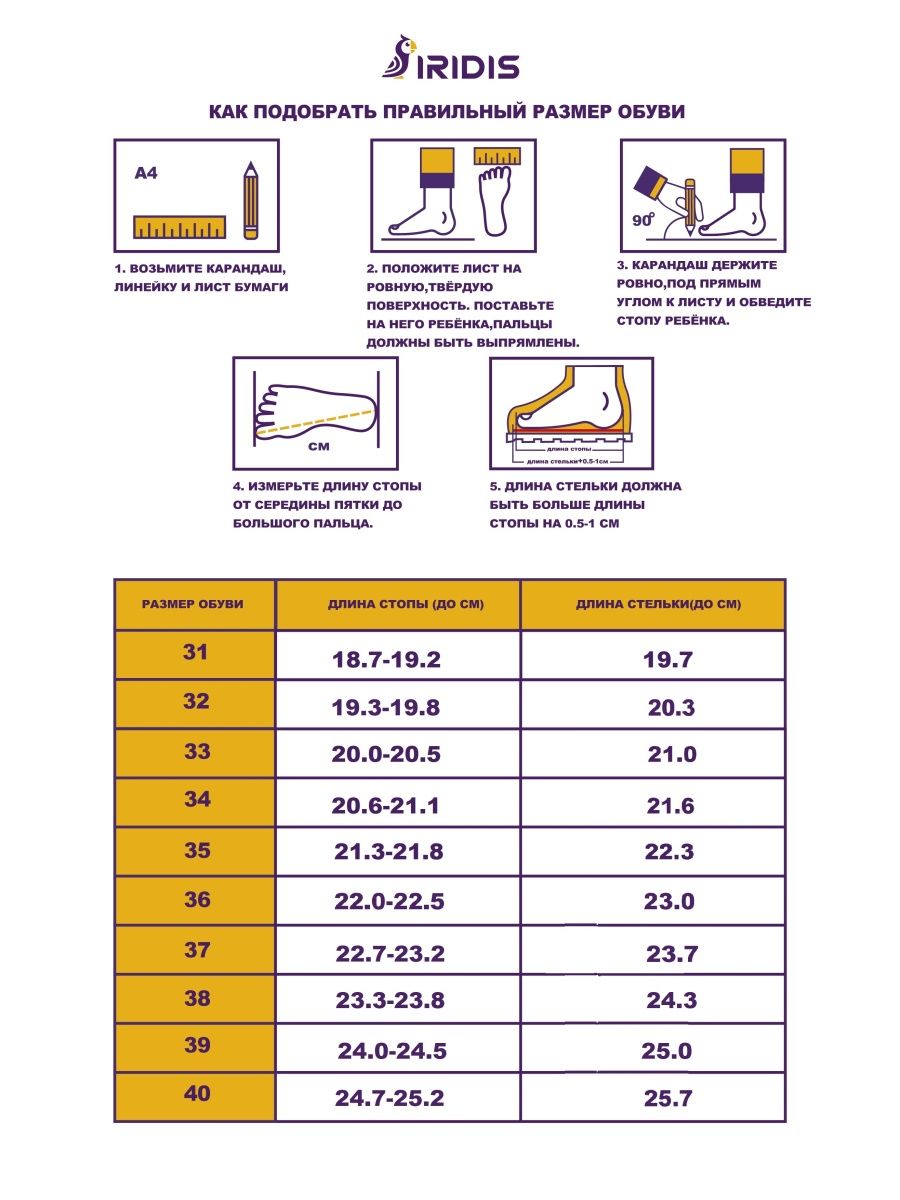 IRIDIS
КАК ПОДОБРАТЬ ПРАВИЛЬНЫЙ РАЗМЕР ОБУВИ
А4
90°
1. ВОЗЬМИТЕ КАРАНДАШ,
ЛИНЕЙКУ И ЛИСТ БУМАГИ
2. ПОЛОЖИТЕ ЛИСТ НА
РОВНУЮ,ТВЁРДУЮ
ПОВЕРХНОСТЬ. ПОСТАВЬТЕ
НА НЕГО РЕБЁНКА,ПАЛЬЦЫ
ДОЛЖНЫ БЫТЬ ВЫПРЯМЛЕНЫ.
3. КАРАНДАШ ДЕРЖИТЕ
РОВНО,ПОД ПРЯМЫМ
УГЛОМ К ЛИСТУ И ОБВЕДИТЕ
СТОПУ РЕБЁНКА.
СМ
длина стопы
длина стельки+0.5-1см
4. ИЗМЕРЬТЕ ДЛИНУ СТОПЫ
ОТ СЕРЕДИНЫ ПЯТКИ ДО
БОЛЬШОГО ПАЛЬЦА.
5. ДЛИНА СТЕЛЬКИ ДОЛЖНА
БЫТЬ БОЛЬШЕ ДЛИНЫ
СТОПЫ НА 0.5-1 СМ
РАЗМЕР ОБУВИ ДЛИНА СТОПЫ (ДО СМ) ДЛИНА СТЕЛЬКИ(ДО СМ)
31 18.7-19.2 19.7
32 19.3-19.8 20.3
33 20.0-20.5 21.0
34 20.6-21.1 21.6
35 21.3-21.8 22.3
36 22.0-22.5 23.0
37 22.7-23.2 23.7
38 23.3-23.8 24.3
39 24.0-24.5 25.0
40 24.7-25.2 25.7